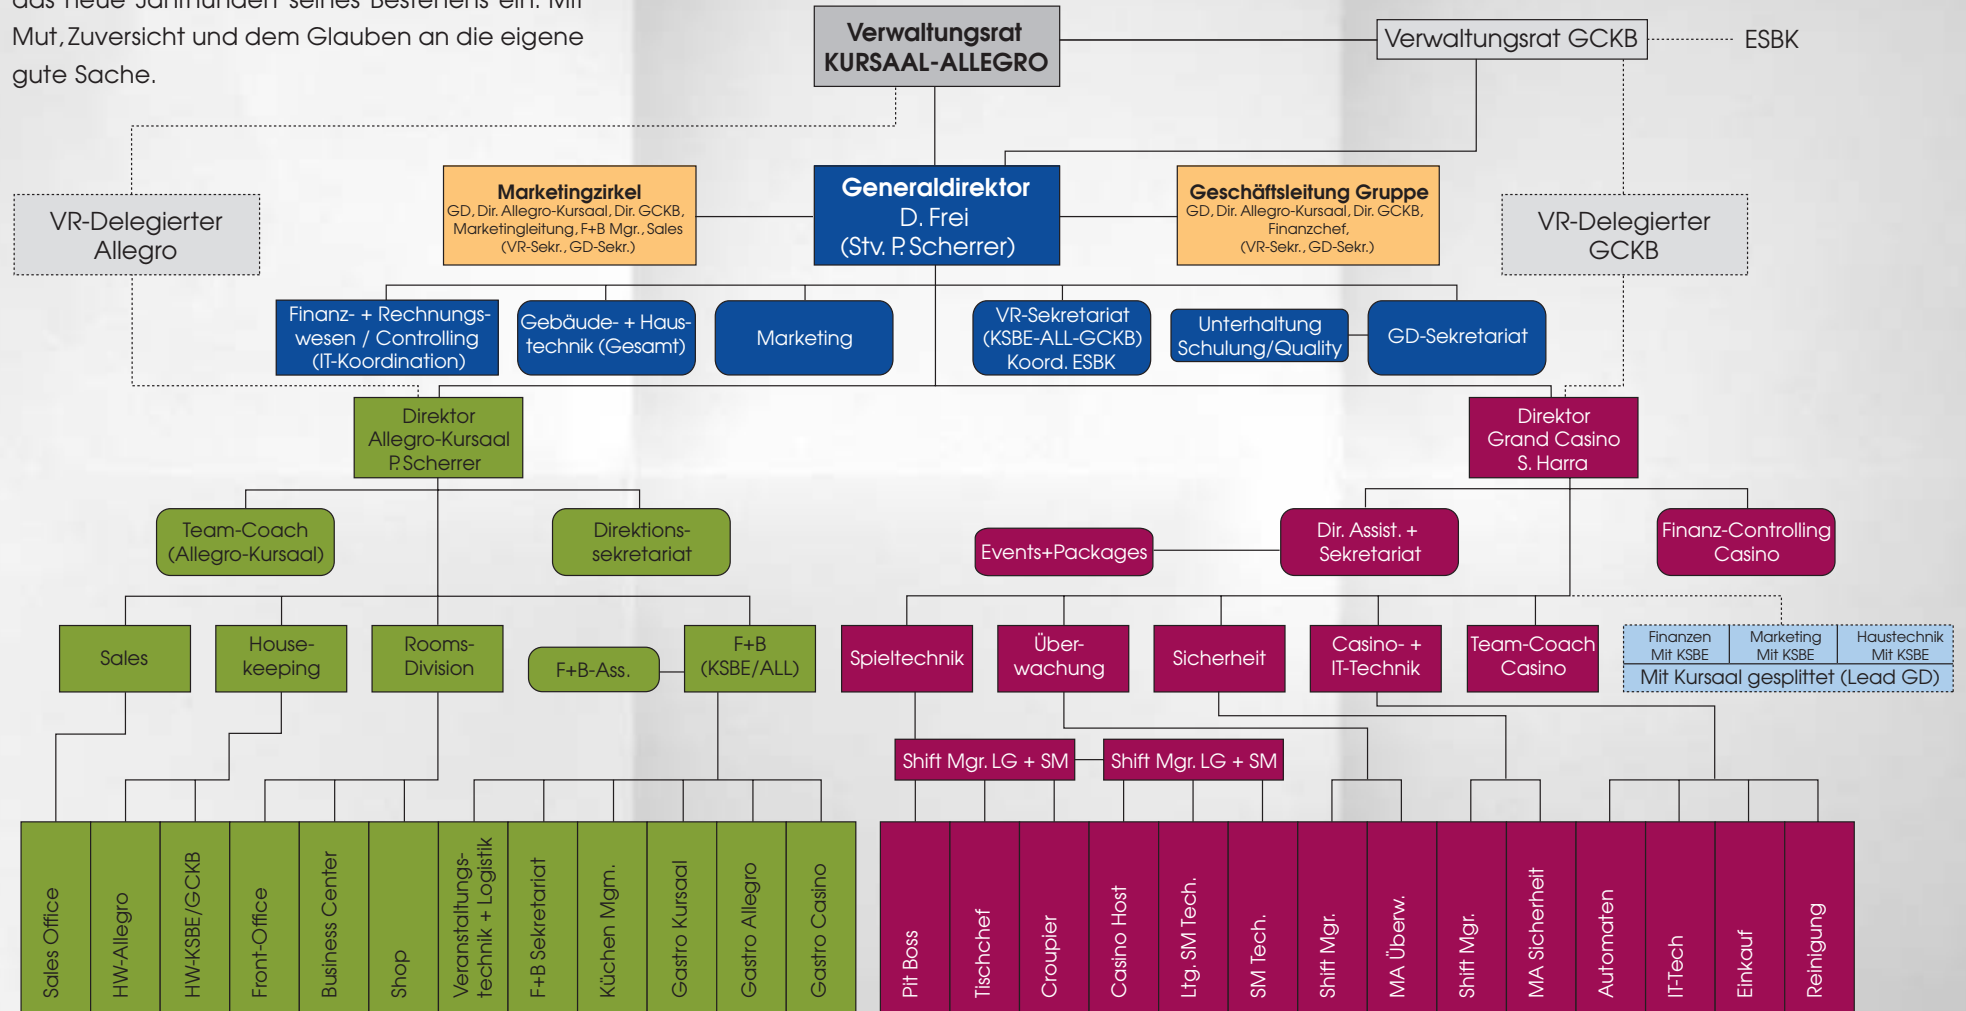 das neue Jahrhundert seines Bestehens ein. Mit
Mut, Zuversicht und dem Glauben an die eigene
gute Sache.
Verwaltungsrat
KURSAAL-ALLEGRO
Verwaltungsrat GCKB
ESBK
VR-Delegierter
Allegro
Marketingzirkel
GD, Dir. Allegro-Kursaal, Dir. GCKB,
Marketingleitung, F+B Mgr., Sales
(VR-Sekr., GD-Sekr.)
Generaldirektor
D. Frei
(Stv. P. Scherrer)
Geschäftsleitung Gruppe
GD, Dir. Allegro-Kursaal, Dir. GCKB,
Finanzchef,
(VR-Sekr., GD-Sekr.)
VR-Delegierter
GCKB
Finanz- + Rechnungs-
wesen / Controlling
(IT-Koordination)
Gebäude- + Haus-
technik (Gesamt)
Marketing
VR-Sekretariat
(KSBE-ALL-GCKB)
Koord. ESBK
Unterhaltung
Schulung/Quality
GD-Sekretariat
Direktor
Allegro-Kursaal
P. Scherrer
Direktor
Grand Casino
S. Harra
Team-Coach
(Allegro-Kursaal)
Direktions-
sekretariat
Events+Packages
Dir. Assist. +
Sekretariat
Finanz-Controlling
Casino
Sales
House-
keeping
Rooms-
Division
F+B-Ass.
F+B
(KSBE/ALL)
Spieltechnik
Über-
wachung
Sicherheit
Casino- +
IT-Technik
Team-Coach
Casino
Finanzen
Mit KSBE
Marketing
Mit KSBE
Haustechnik
Mit KSBE
Mit Kursaal gesplittet (Lead GD)
Shift Mgr. LG + SM
Shift Mgr. LG + SM
Sales Office
HW-Allegro
HW-KSBE/GCKB
Front-Office
Business Center
Shop
Veranstaltungs-
technik + Logistik
F+B Sekretariat
Küchen Mgm.
Gastro Kursaal
Gastro Allegro
Gastro Casino
Pit Boss
Tischchef
Croupier
Casino Host
Ltg. SM Tech.
SM Tech.
Shift Mgr.
MA Überw.
Shift Mgr.
MA Sicherheit
Automaten
IT-Tech
Einkauf
Reinigung